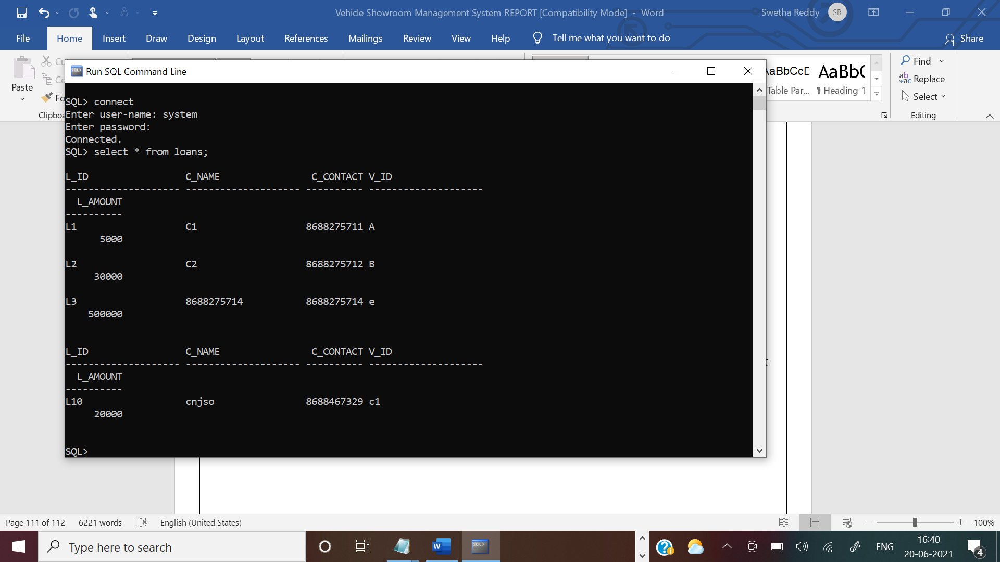 Vehicle Showroom Management System REPORT [Compatibility Mode] - Word
Swetha Reddy SR
File Home Insert Draw Design Layout References Mailings Review View Help Tell me what you want to do Share
Paste
Clipboa
Run SQL Command Line
Table Par... ¶ Heading 1
Find
Replace
Select
Editing
SQL> connect
Enter user-name: system
Enter password:
Connected.
SQL> select * from loans;
L_ID C_NAME C_CONTACT V_ID
-------------------- -------------------- ---------- --------------------
L_AMOUNT
----------
L1 C1 8688275711 A
5000
L2 C2 8688275712 B
30000
L3 8688275714 8688275714 e
500000
L_ID C_NAME C_CONTACT V_ID
-------------------- -------------------- ---------- --------------------
L_AMOUNT
----------
L10 cnjso 8688467329 c1
20000
SQL>
Page 111 of 112 6221 words English (United States) 100%
Type here to search
ENG
16:40
20-06-2021
4